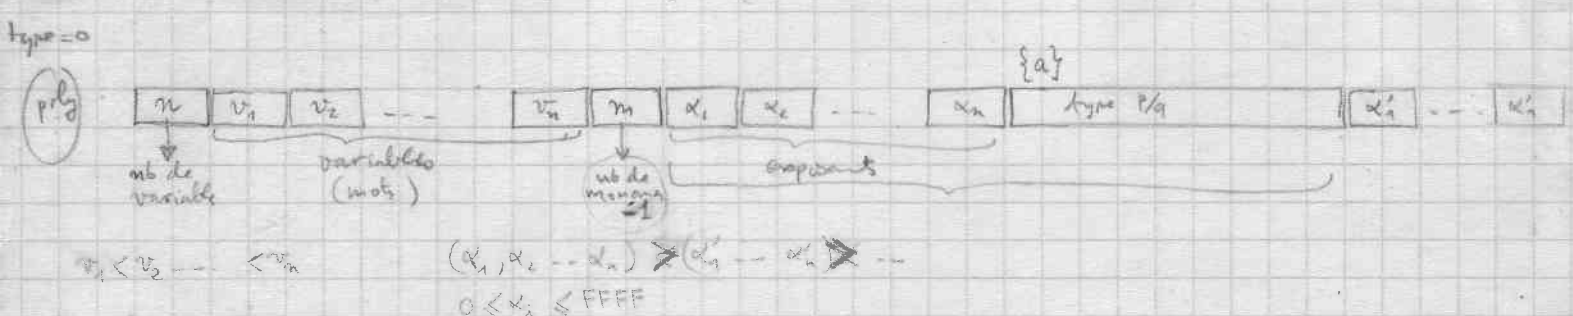 type=0
{a}
poly n v₁ v₂ --- vₙ m α₁ α₂ --- αₙ type P/a α'₁ --- α'ₙ
nb de variable
variables (mots)
nb de monome -1
exposants
v₁ < v₂ ---- < vₙ (α₁, α₂ -- αₙ) > (α'₁ -- α'ₙ) > --
0 ≤ αᵢ ≤ FFFF